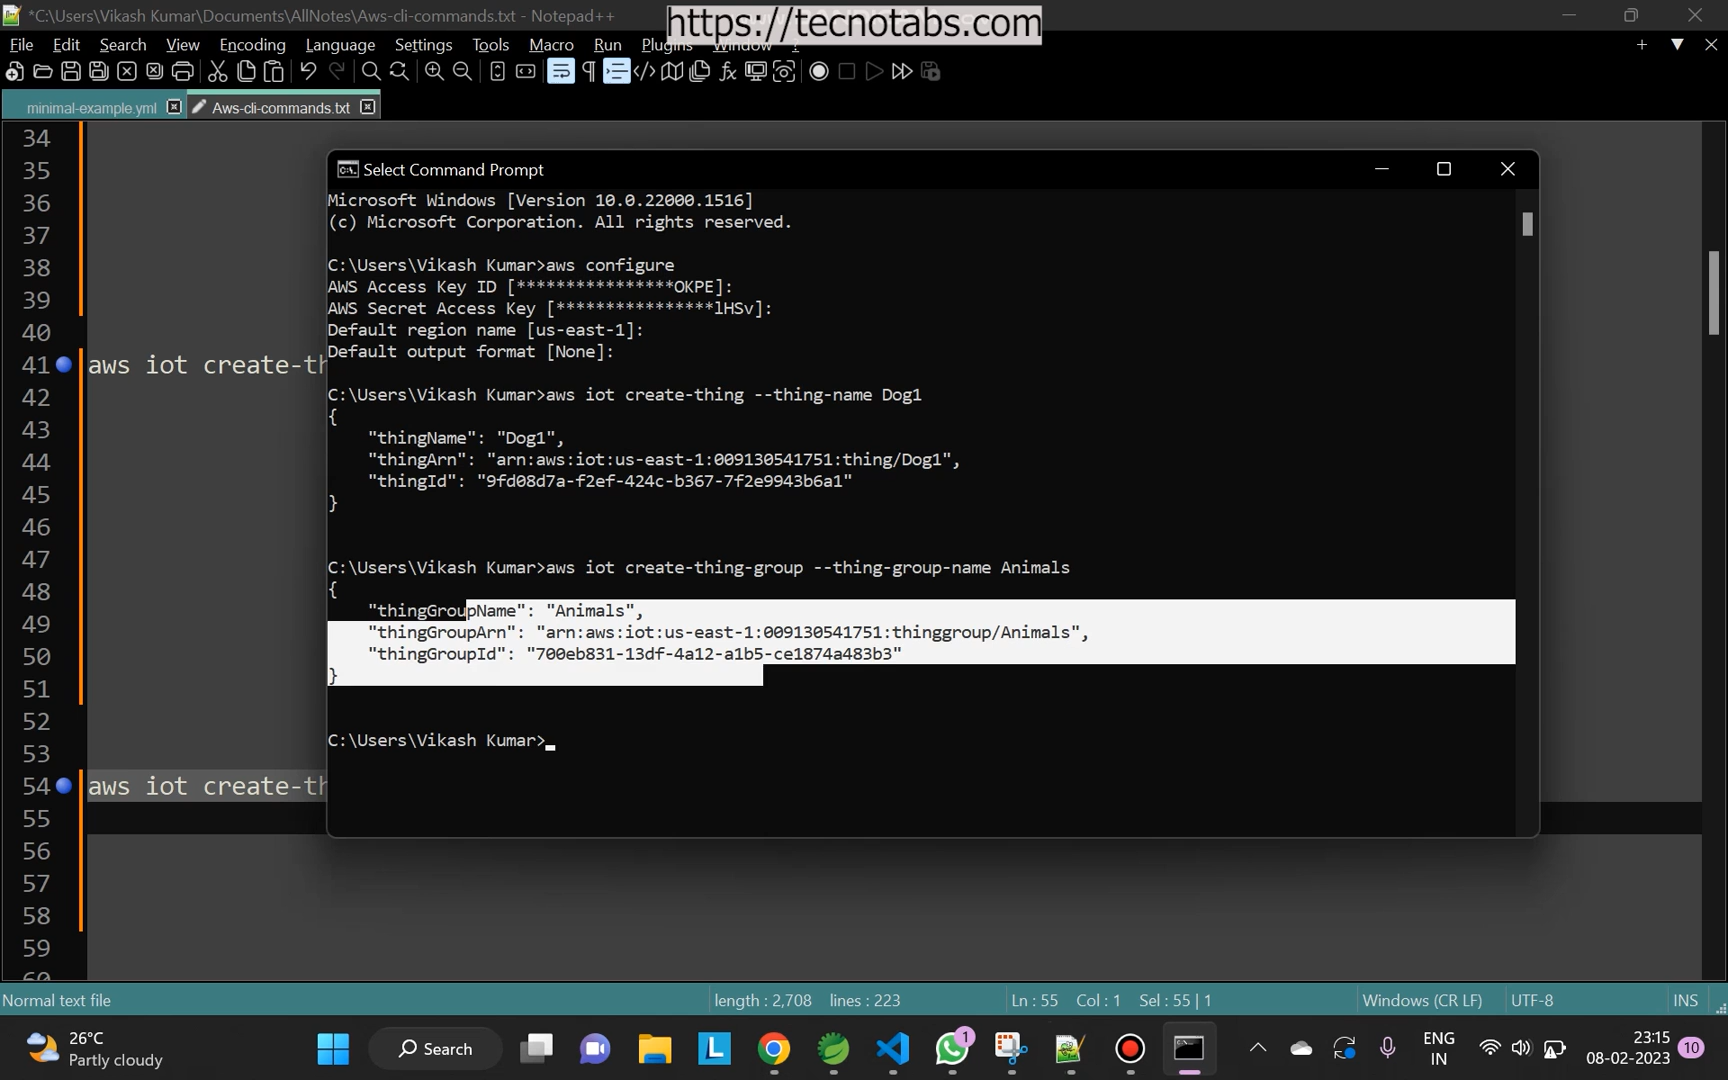 *C:\Users\Vikash Kumar\Documents\AllNotes\Aws-cli-commands.txt - Notepad++
https://tecnotabs.com
File Edit Search View Encoding Language Settings Tools Macro Run Plugins Window ?
minimal-example.yml Aws-cli-commands.txt
34
35
36
37
38
39
40
41 aws iot create-th
42
43
44
45
46
47
48
49
50
51
52
53
54 aws iot create-th
55
56
57
58
59
60
Select Command Prompt
Microsoft Windows [Version 10.0.22000.1516]
(c) Microsoft Corporation. All rights reserved.
C:\Users\Vikash Kumar>aws configure
AWS Access Key ID [****************OKPE]:
AWS Secret Access Key [****************lHSv]:
Default region name [us-east-1]:
Default output format [None]:
C:\Users\Vikash Kumar>aws iot create-thing --thing-name Dog1
{
"thingName": "Dog1",
"thingArn": "arn:aws:iot:us-east-1:009130541751:thing/Dog1",
"thingId": "9fd08d7a-f2ef-424c-b367-7f2e9943b6a1"
}
C:\Users\Vikash Kumar>aws iot create-thing-group --thing-group-name Animals
{
"thingGroupName": "Animals",
"thingGroupArn": "arn:aws:iot:us-east-1:009130541751:thinggroup/Animals",
"thingGroupId": "700eb831-13df-4a12-a1b5-ce1874a483b3"
}
C:\Users\Vikash Kumar>
Normal text file length : 2,708 lines : 223 Ln : 55 Col : 1 Sel : 55 | 1 Windows (CR LF) UTF-8 INS
26°C
Partly cloudy
Search
1
ENG
IN
23:15
08-02-2023
10